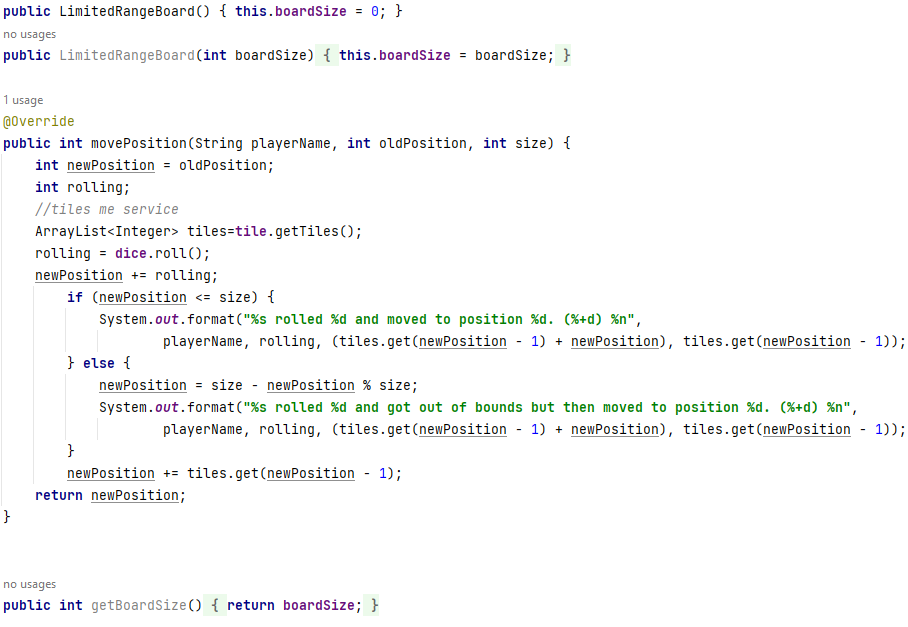 public LimitedRangeBoard() { this.boardSize = 0; }
no usages
public LimitedRangeBoard(int boardSize) { this.boardSize = boardSize; }
1 usage
@Override
public int movePosition(String playerName, int oldPosition, int size) {
    int newPosition = oldPosition;
    int rolling;
    //tiles me service
    ArrayList<Integer> tiles=tile.getTiles();
    rolling = dice.roll();
    newPosition += rolling;
        if (newPosition <= size) {
            System.out.format("%s rolled %d and moved to position %d. (%+d) %n",
                    playerName, rolling, (tiles.get(newPosition - 1) + newPosition), tiles.get(newPosition - 1));
        } else {
            newPosition = size - newPosition % size;
            System.out.format("%s rolled %d and got out of bounds but then moved to position %d. (%+d) %n",
                    playerName, rolling, (tiles.get(newPosition - 1) + newPosition), tiles.get(newPosition - 1));
        }
        newPosition += tiles.get(newPosition - 1);
    return newPosition;
}
no usages
public int getBoardSize() { return boardSize; }